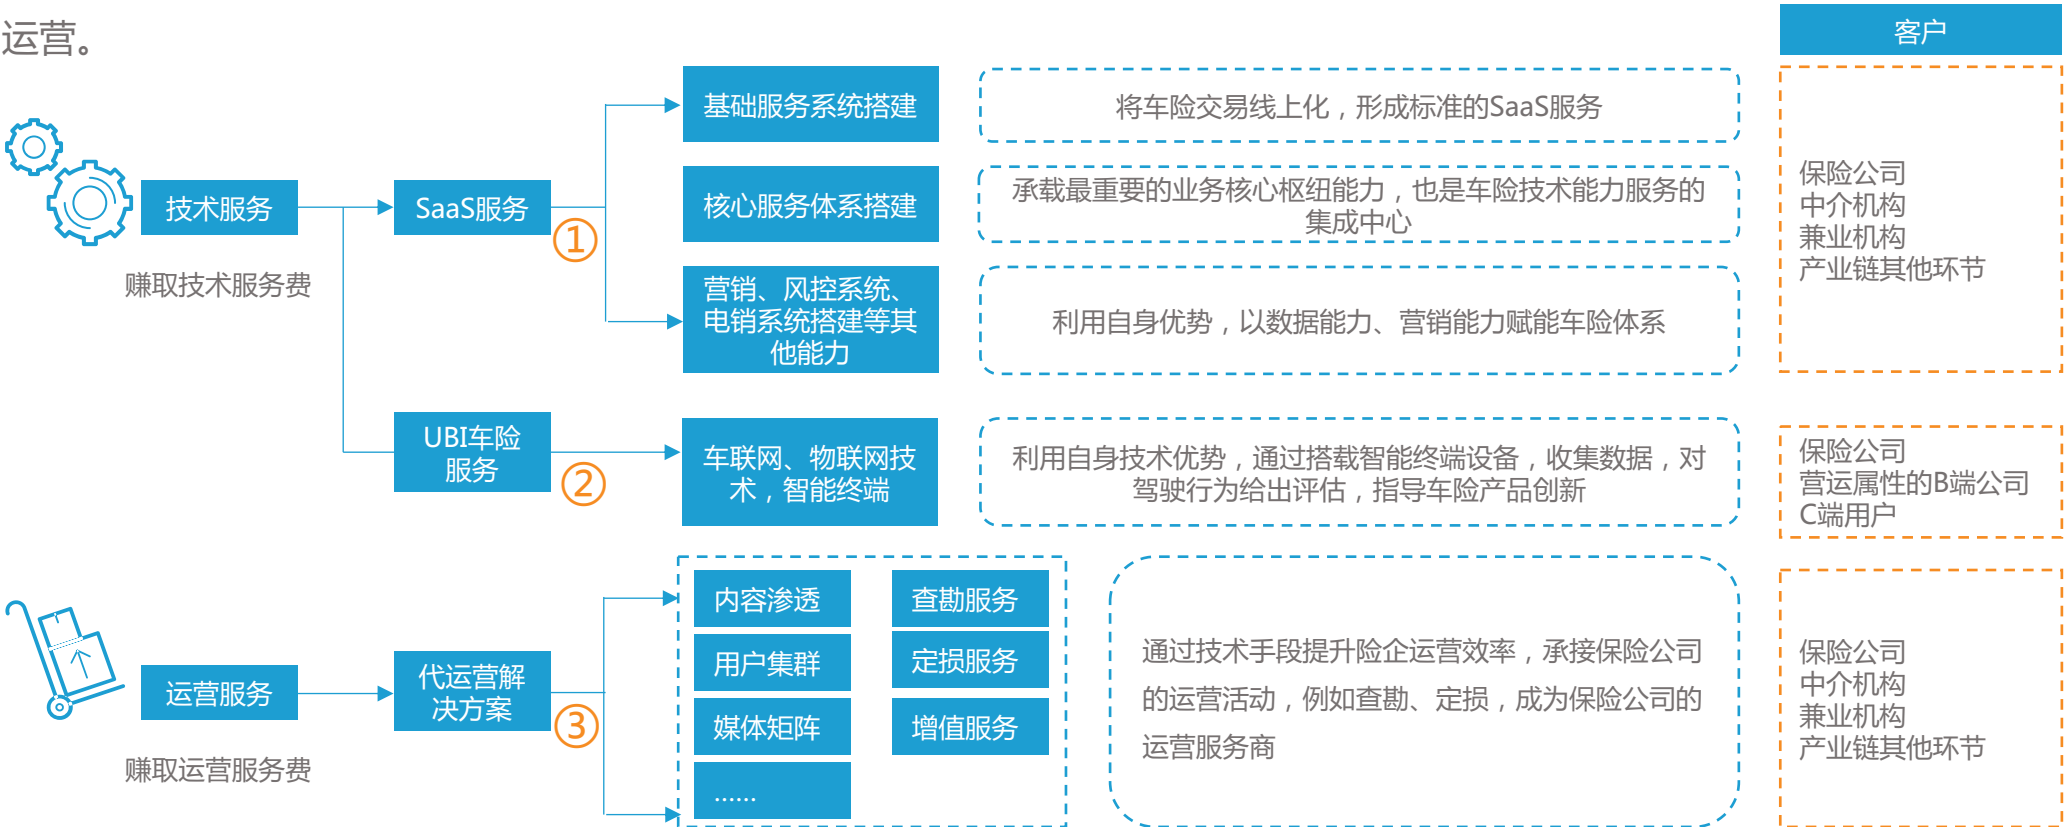 运营。
客户
基础服务系统搭建
将车险交易线上化，形成标准的SaaS服务
保险公司
中介机构
兼业机构
产业链其他环节
技术服务
赚取技术服务费
SaaS服务
①
核心服务体系搭建
承载最重要的业务核心枢纽能力，也是车险技术能力服务的
集成中心
营销、风控系统、
电销系统搭建等其
他能力
利用自身优势，以数据能力、营销能力赋能车险体系
UBI车险
服务
②
车联网、物联网技
术，智能终端
利用自身技术优势，通过搭载智能终端设备，收集数据，对
驾驶行为给出评估，指导车险产品创新
保险公司
营运属性的B端公司
C端用户
运营服务
赚取运营服务费
代运营解
决方案
③
内容渗透
查勘服务
用户集群
定损服务
媒体矩阵
增值服务
……
通过技术手段提升险企运营效率，承接保险公司
的运营活动，例如查勘、定损，成为保险公司的
运营服务商
保险公司
中介机构
兼业机构
产业链其他环节